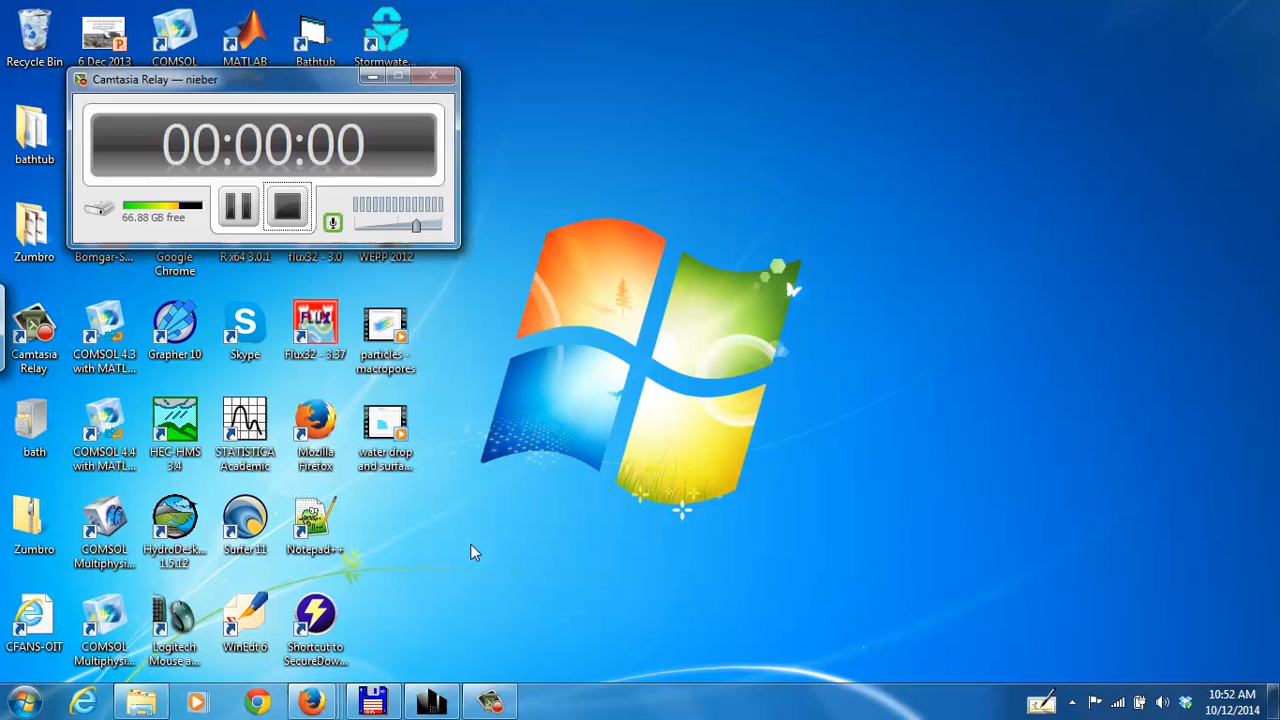 Recycle Bin
6 Dec 2013
COMSOL
MATLAB
Bathtub
Stormwate...
Camtasia Relay — nieber
00:00:00
66.88 GB free
bathtub
Zumbro
Bomgar-S...
Google
Chrome
R x64 3.0.1
flux32 - 3.0
WEPP 2012
Camtasia
Relay
COMSOL 4.3
with MATL...
Grapher 10
Skype
FLUX
Flux32 - 3.37
particles -
macropores
bath
COMSOL 4.4
with MATL...
HEC-HMS
3.4
STATISTICA
Academic
Mozilla
Firefox
water drop
and surfa...
Zumbro
COMSOL
Multiphysi...
HydroDesk...
1.5.12
Surfer 11
Notepad++
CFANS-OIT
COMSOL
Multiphysi...
Logitech
Mouse a...
WinEdt 6
Shortcut to
SecureDow...
10:52 AM
10/12/2014